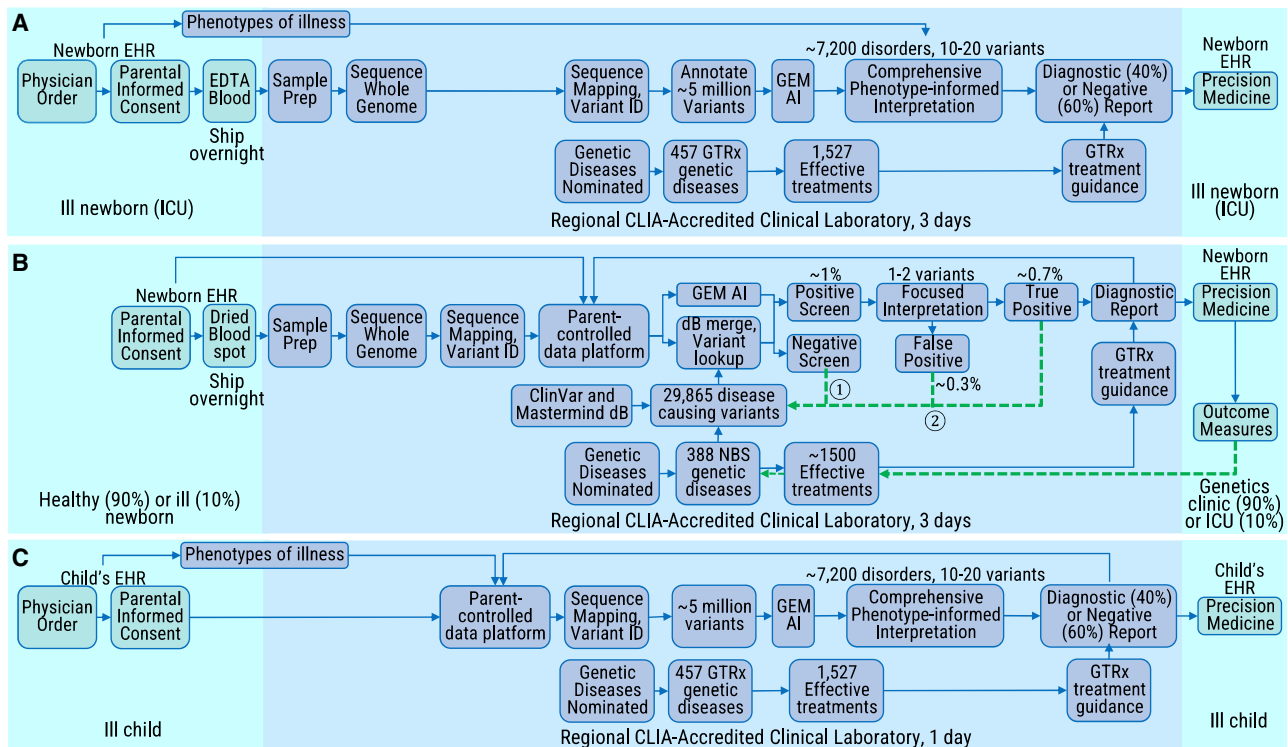 A
Phenotypes of illness
Newborn EHR
Physician
Order
Parental
Informed
Consent
EDTA
Blood
Ship
overnight
Sample
Prep
Sequence
Whole
Genome
Sequence
Mapping,
Variant ID
Annotate
~5 million
Variants
GEM
AI
~7,200 disorders, 10-20 variants
Comprehensive
Phenotype-informed
Interpretation
Diagnostic (40%)
or Negative
(60%) Report
Newborn
EHR
Precision
Medicine
Genetic
Diseases
Nominated
457 GTRx
genetic
diseases
1,527
Effective
treatments
GTRx
treatment
guidance
Ill newborn (ICU)
Regional CLIA-Accredited Clinical Laboratory, 3 days
Ill newborn
(ICU)
B
Newborn EHR
Parental
Informed
Consent
Dried
Blood
spot
Ship
overnight
Sample
Prep
Sequence
Whole
Genome
Sequence
Mapping,
Variant ID
Parent-
controlled
data platform
GEM AI
dB merge,
Variant
lookup
~1%
Positive
Screen
Negative
Screen
1-2 variants
Focused
Interpretation
False
Positive
~0.3%
~0.7%
True
Positive
Diagnostic
Report
Newborn
EHR
Precision
Medicine
1
2
ClinVar and
Mastermind dB
29,865 disease
causing variants
GTRx
treatment
guidance
Outcome
Measures
Genetic
Diseases
Nominated
388 NBS
genetic
diseases
~1500
Effective
treatments
Healthy (90%) or ill (10%)
newborn
Regional CLIA-Accredited Clinical Laboratory, 3 days
Genetics
clinic (90%)
or ICU (10%)
C
Phenotypes of illness
Child's EHR
Physician
Order
Parental
Informed
Consent
Parent-
controlled
data platform
Sequence
Mapping,
Variant ID
~5 million
variants
GEM
AI
~7,200 disorders, 10-20 variants
Comprehensive
Phenotype-informed
Interpretation
Diagnostic (40%)
or Negative
(60%) Report
Child's
EHR
Precision
Medicine
Genetic
Diseases
Nominated
457 GTRx
genetic
diseases
1,527
Effective
treatments
GTRx
treatment
guidance
Ill child
Regional CLIA-Accredited Clinical Laboratory, 1 day
Ill child